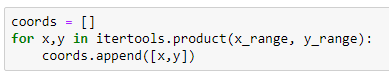 coords = []
for x,y in itertools.product(x_range, y_range):
    coords.append([x,y])